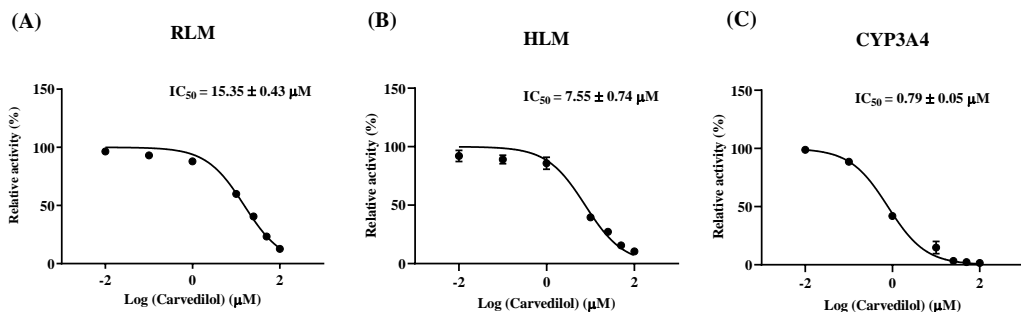 (A)
RLM
IC50 = 15.35 ± 0.43 μM
Relative activity (%)
150
100
50
0
-2
0
2
Log (Carvedilol) (μM)
(B)
HLM
IC50 = 7.55 ± 0.74 μM
Relative activity (%)
150
100
50
0
-2
0
2
Log (Carvedilol) (μM)
(C)
CYP3A4
IC50 = 0.79 ± 0.05 μM
Relative activity (%)
150
100
50
0
-2
0
2
Log (Carvedilol) (μM)